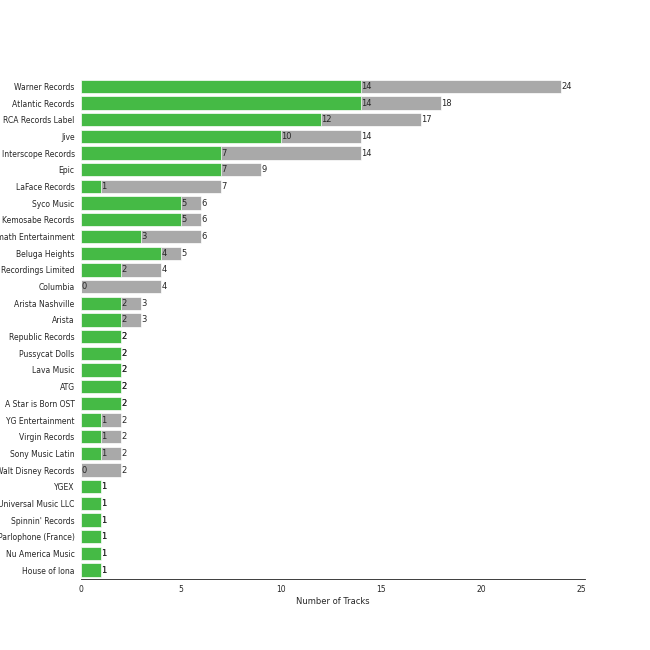 Warner Records 14 24
Atlantic Records 14 18
RCA Records Label 12 17
Jive 10 14
Interscope Records 7 14
Epic 7 9
LaFace Records 1 7
Syco Music 5 6
Kemosabe Records 5 6
math Entertainment 3 6
Beluga Heights 4 5
Recordings Limited 2 4
Columbia 0 4
Arista Nashville 2 3
Arista 2 3
Republic Records 2
Pussycat Dolls 2
Lava Music 2
ATG 2
A Star is Born OST 2
YG Entertainment 1 2
Virgin Records 1 2
Sony Music Latin 1 2
Walt Disney Records 0 2
YGEX 1
Universal Music LLC 1
Spinnin' Records 1
Parlophone (France) 1
Nu America Music 1
House of Iona 1
0 5 10 15 20 25
Number of Tracks